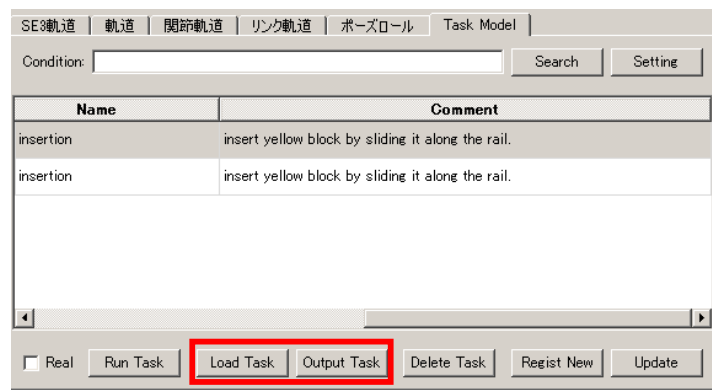 SE3軌道 軌道 関節軌道 リンク軌道 ポーズロール Task Model
Condition: Search Setting
Name Comment
insertion insert yellow block by sliding it along the rail.
insertion insert yellow block by sliding it along the rail.
Real Run Task Load Task Output Task Delete Task Regist New Update